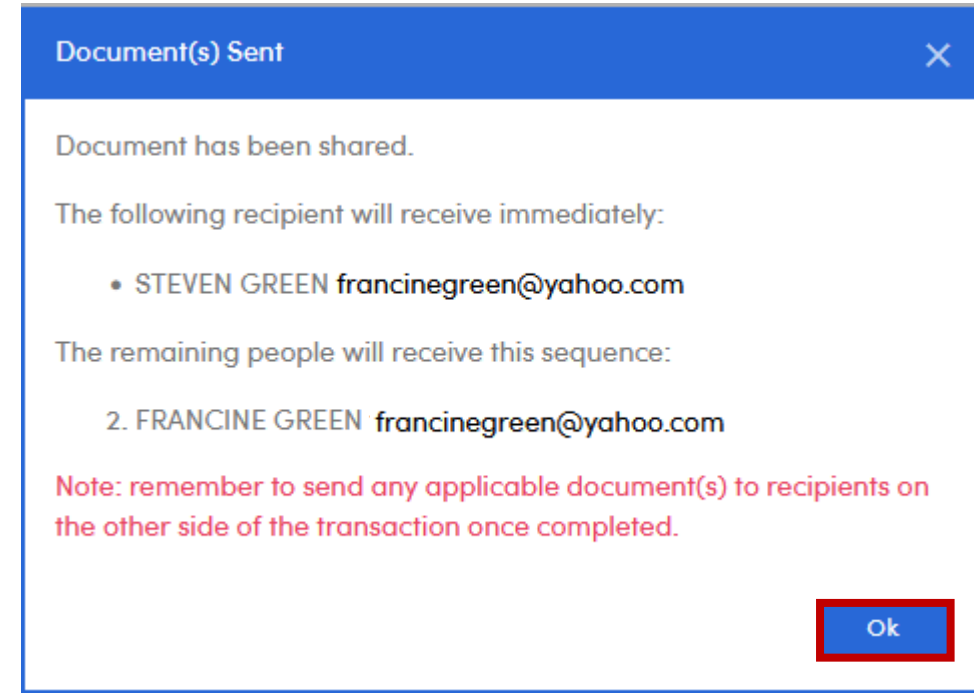 Document(s) Sent
Document has been shared.
The following recipient will receive immediately:
• STEVEN GREEN francinegreen@yahoo.com
The remaining people will receive this sequence:
2. FRANCINE GREEN francinegreen@yahoo.com
Note: remember to send any applicable document(s) to recipients on
the other side of the transaction once completed.
Ok